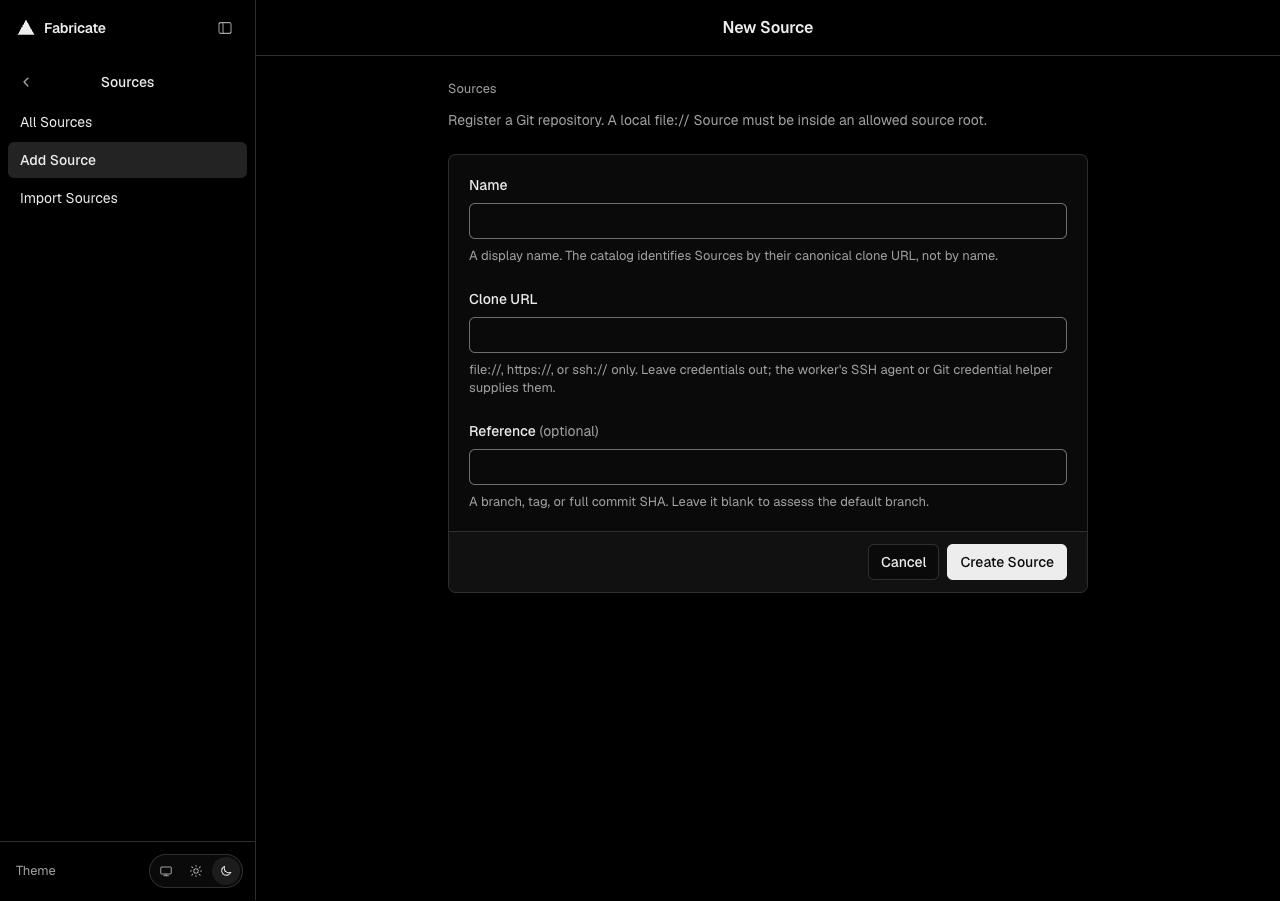 Fabricate
New Source
Sources
All Sources
Add Source
Import Sources
Sources
Register a Git repository. A local file:// Source must be inside an allowed source root.
Name
A display name. The catalog identifies Sources by their canonical clone URL, not by name.
Clone URL
file://, https://, or ssh:// only. Leave credentials out; the worker's SSH agent or Git credential helper
supplies them.
Reference (optional)
A branch, tag, or full commit SHA. Leave it blank to assess the default branch.
Cancel
Create Source
Theme